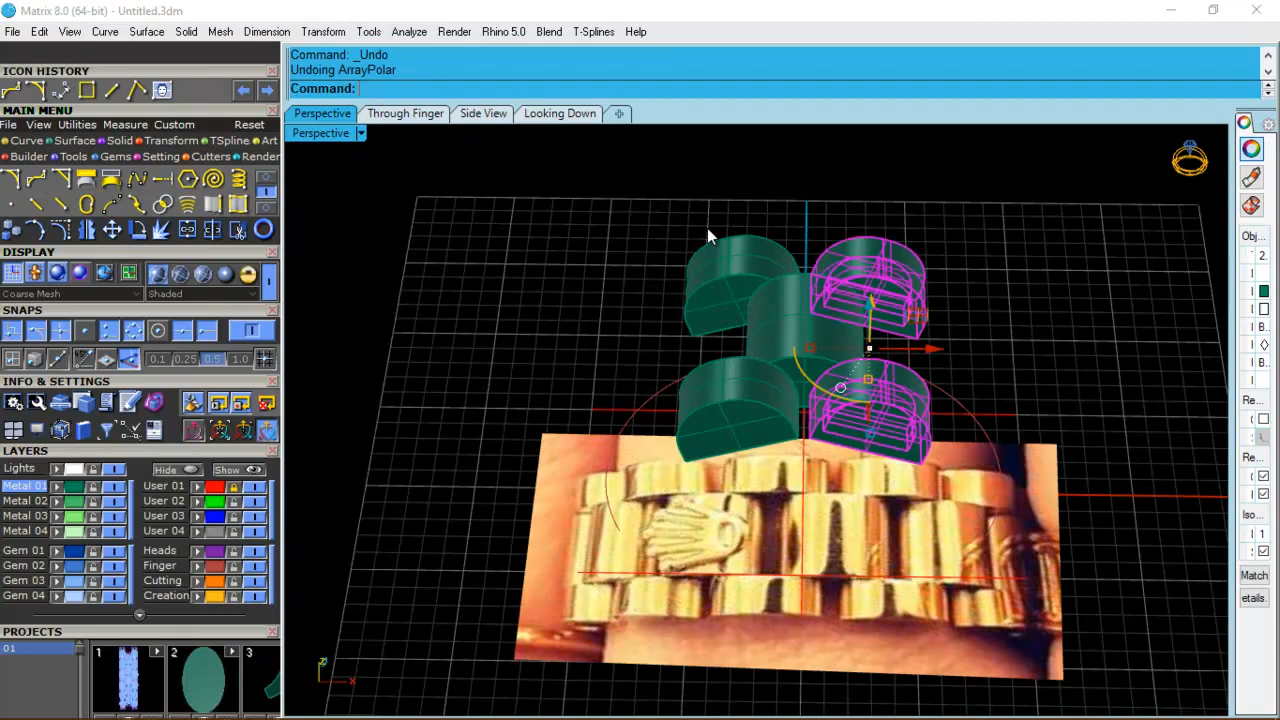 Matrix 8.0 (64-bit) - Untitled.3dm
File Edit View Curve Surface Solid Mesh Dimension Transform Tools Analyze Render Rhino 5.0 Blend T-Splines Help
ICON HISTORY
MAIN MENU
File View Utilities Measure Custom Reset
Curve Surface Solid Transform TSpline Art
Builder Tools Gems Setting Cutters Render
DISPLAY
Coarse Mesh Shaded
SNAPS
0.1 0.25 0.5 1.0
INFO & SETTINGS
LAYERS
Lights Hide Show
Metal 01 User 01
Metal 02 User 02
Metal 03 User 03
Metal 04 User 04
Gem 01 Heads
Gem 02 Finger
Gem 03 Cutting
Gem 04 Creation
PROJECTS
01 1 2 3
Command: _Undo
Undoing ArrayPolar
Command:
Perspective Through Finger Side View Looking Down
Perspective
z
x
Obj...
2.
B..
B..
Re...
Re...
Iso...
1
Match
etails.